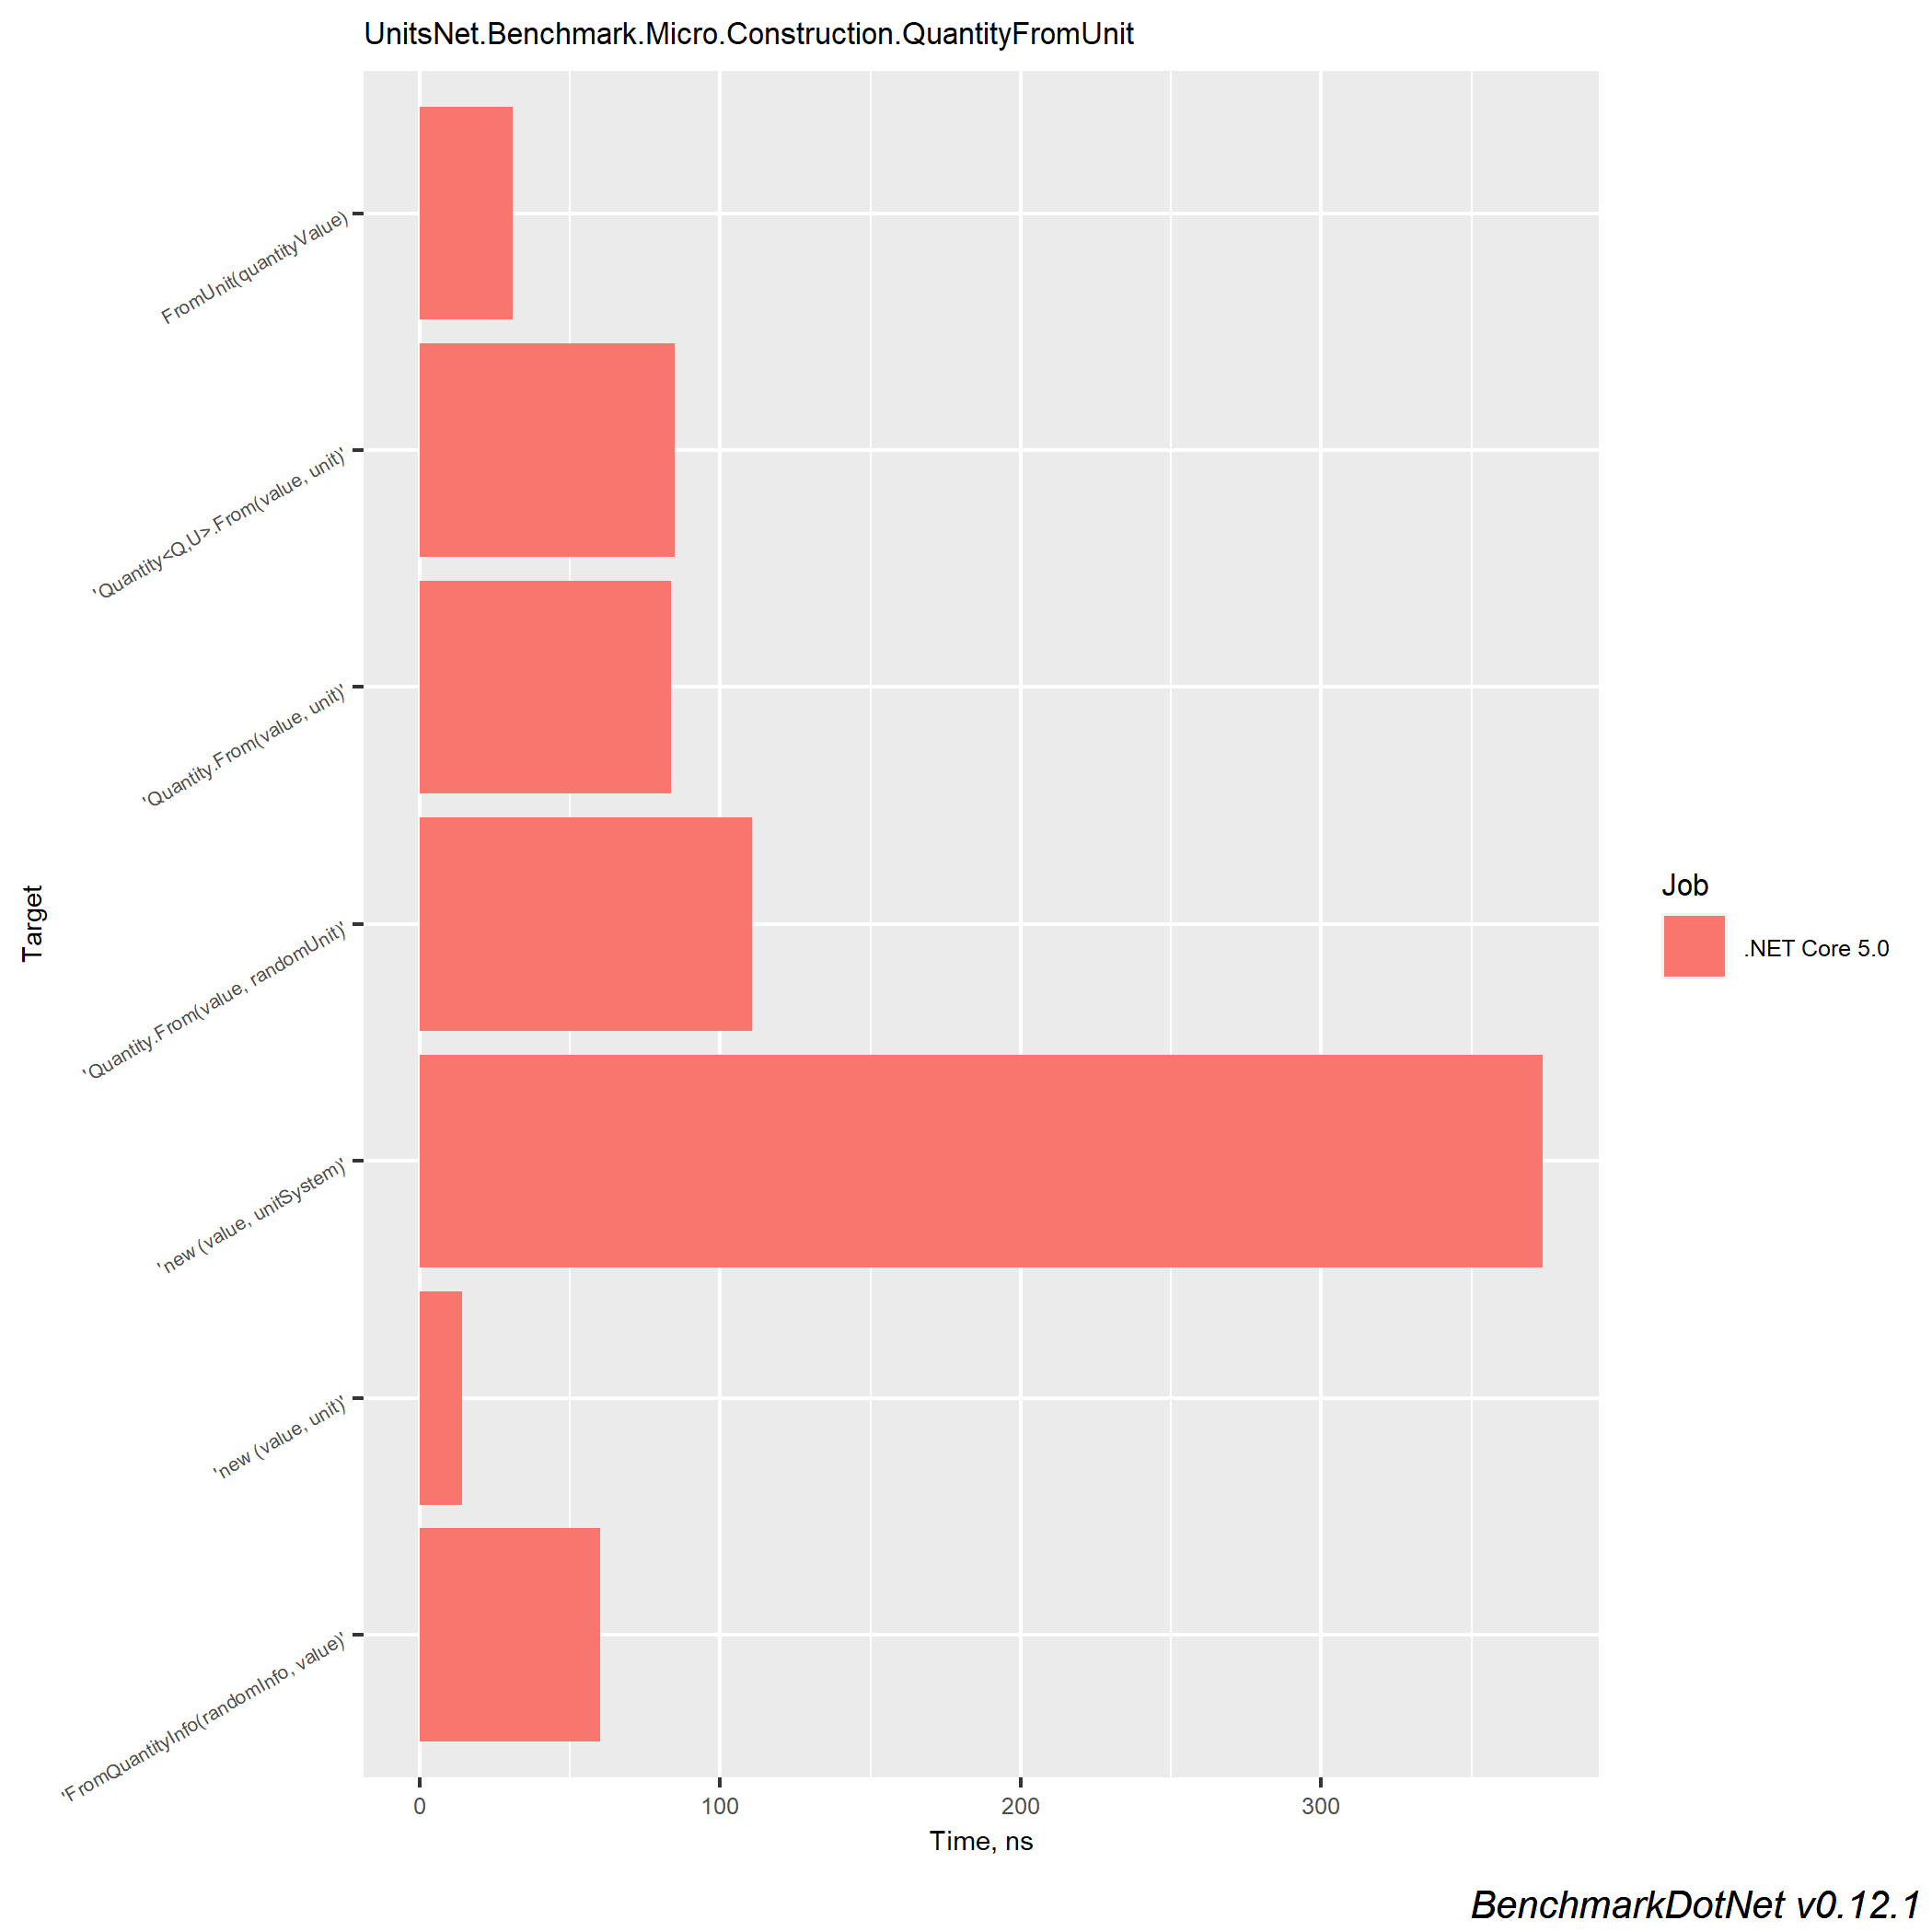 UnitsNet.Benchmark.Micro.Construction.QuantityFromUnit
FromUnit(quantityValue)
'Quantity<Q,U>.From(value, unit)'
'Quantity.From(value, unit)'
'Quantity.From(value, randomUnit)'
'new (value, unitSystem)'
'new (value, unit)'
'FromQuantityInfo(randomInfo, value)'
Target
0 100 200 300
Time, ns
Job
.NET Core 5.0
BenchmarkDotNet v0.12.1